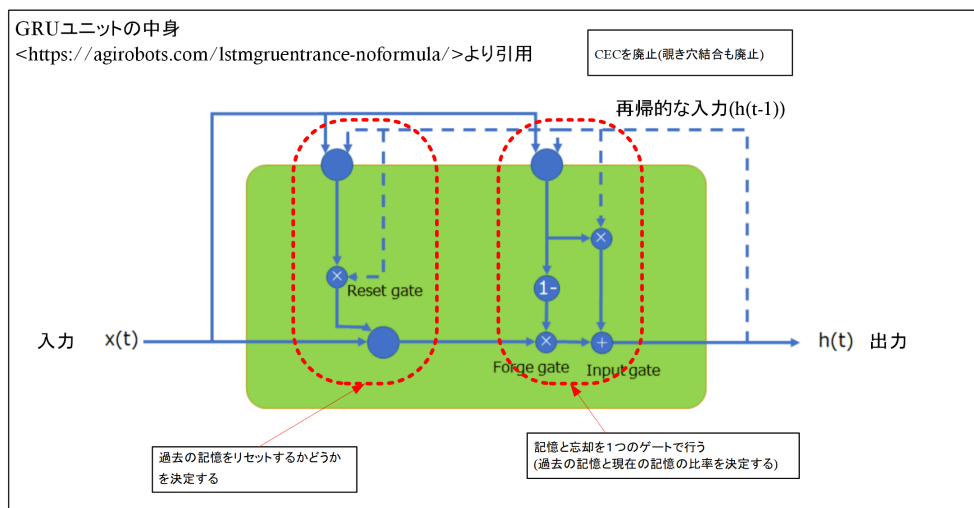 GRUユニットの中身
<https://agirobots.com/lstmgruentrance-noformula/>より引用
CECを廃止(覗き穴結合も廃止)
再帰的な入力(h(t-1))
×
×
Reset gate
1-
入力 x(t)
×
+
h(t) 出力
Forge gate
Input gate
過去の記憶をリセットするかどうか
を決定する
記憶と忘却を1つのゲートで行う
(過去の記憶と現在の記憶の比率を決定する)